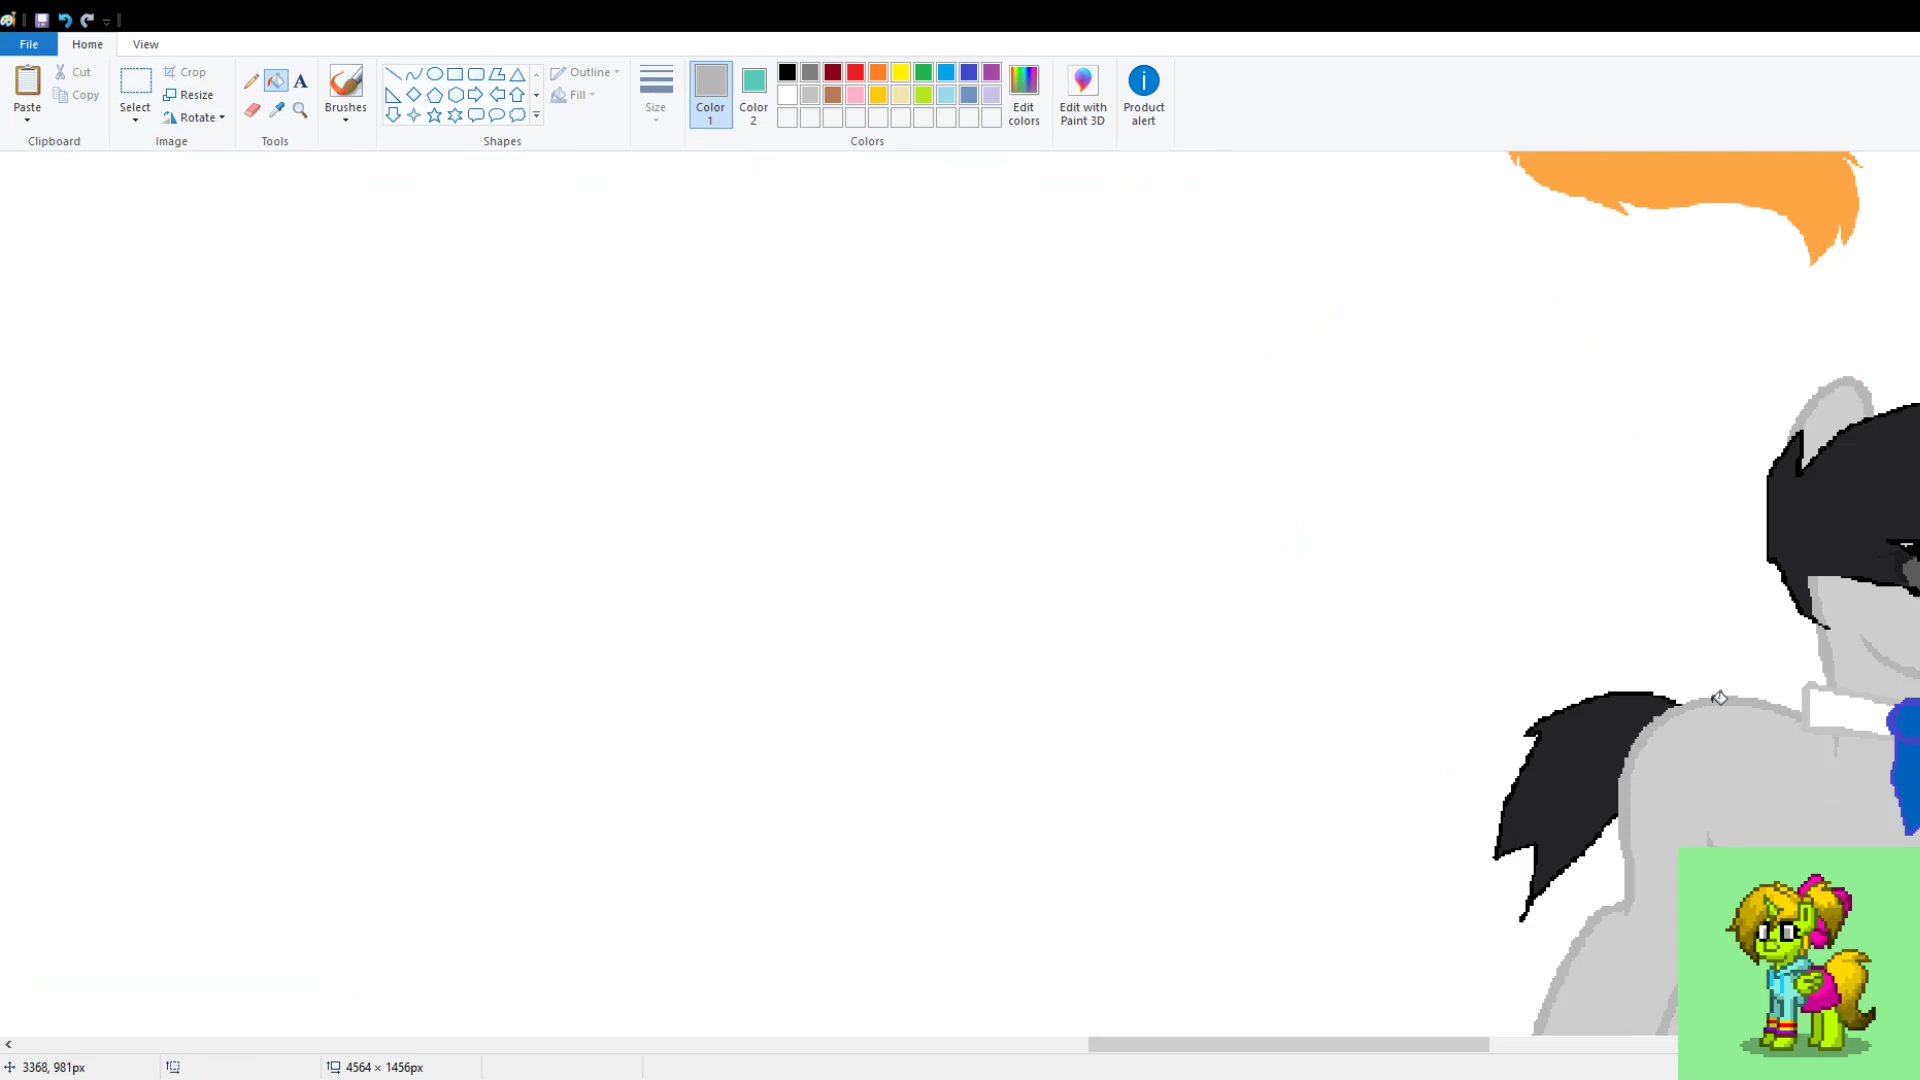 File Home View
Cut
Copy
Paste
Clipboard
Select
Crop
Resize
Rotate
Image
A
Tools
Brushes
Outline
Fill
Shapes
Size
Color 1
Color 2
Edit colors
Colors
Edit with Paint 3D
Product alert
3368, 981px
4564 × 1456px